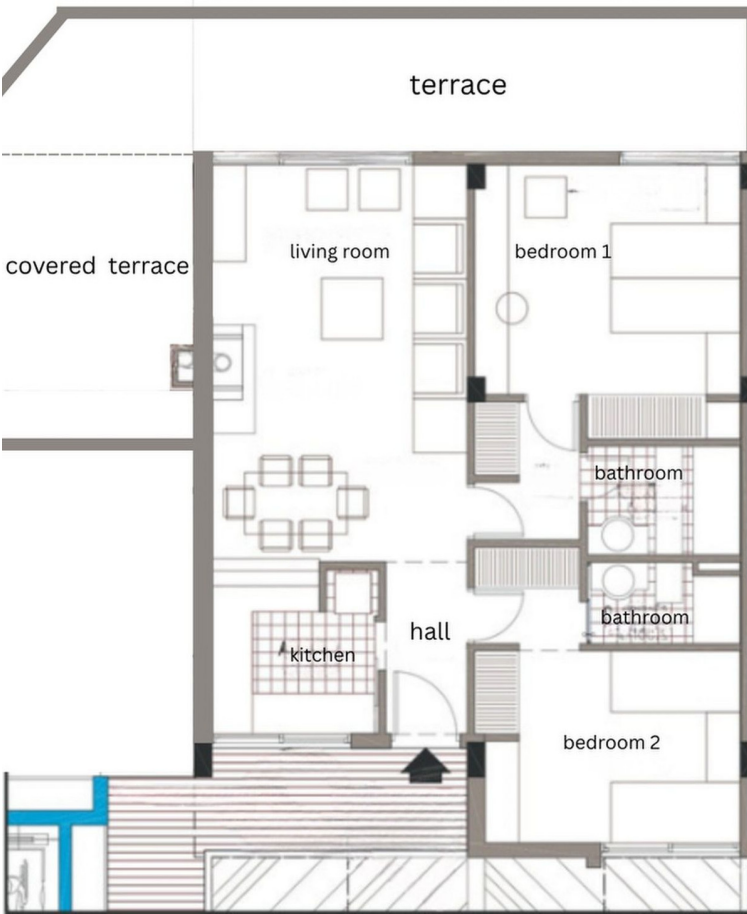 terrace
covered terrace
living room
bedroom 1
bathroom
bathroom
hall
kitchen
bedroom 2